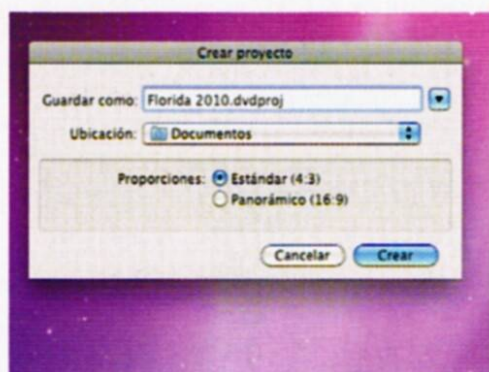 Crear proyecto
Guardar como: Florida 2010.dvdproj
Ubicación: Documentos
Proporciones: Estándar (4:3)
Panorámico (16:9)
Cancelar Crear